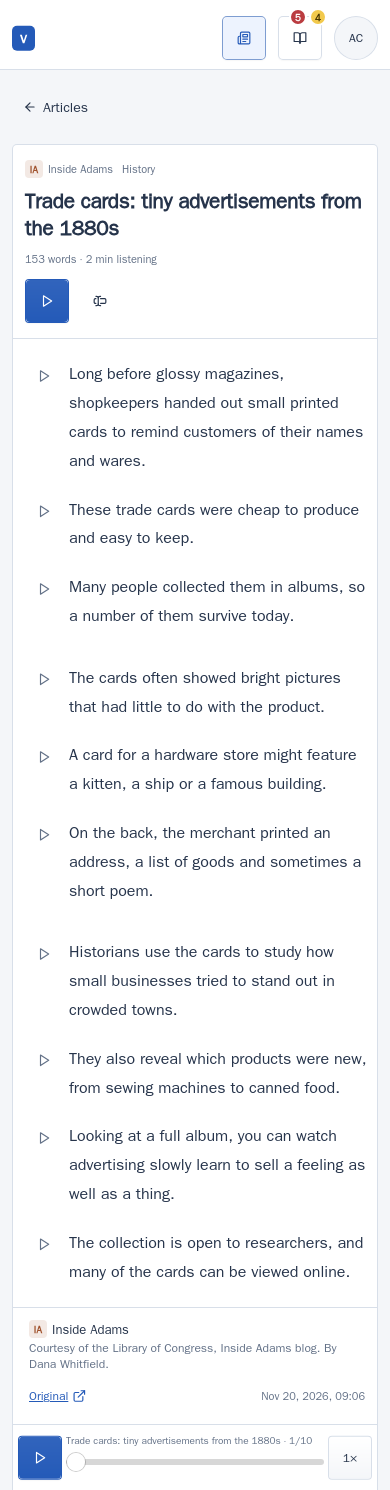 V
5
4
AC
Articles
IA Inside Adams History
Trade cards: tiny advertisements from
the 1880s
153 words · 2 min listening
Long before glossy magazines,
shopkeepers handed out small printed
cards to remind customers of their names
and wares.
These trade cards were cheap to produce
and easy to keep.
Many people collected them in albums, so
a number of them survive today.
The cards often showed bright pictures
that had little to do with the product.
A card for a hardware store might feature
a kitten, a ship or a famous building.
On the back, the merchant printed an
address, a list of goods and sometimes a
short poem.
Historians use the cards to study how
small businesses tried to stand out in
crowded towns.
They also reveal which products were new,
from sewing machines to canned food.
Looking at a full album, you can watch
advertising slowly learn to sell a feeling as
well as a thing.
The collection is open to researchers, and
many of the cards can be viewed online.
IA Inside Adams
Courtesy of the Library of Congress, Inside Adams blog. By
Dana Whitfield.
Original Nov 20, 2026, 09:06
Trade cards: tiny advertisements from the 1880s · 1/10
1×